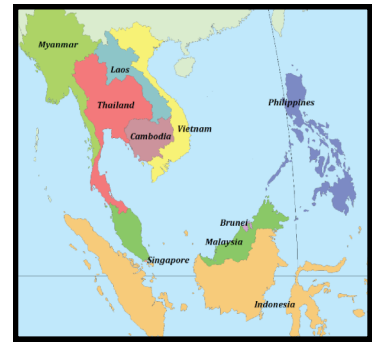 Myanmar
Laos
Thailand
Philippines
Vietnam
Cambodia
Brunei
Malaysia
Singapore
Indonesia